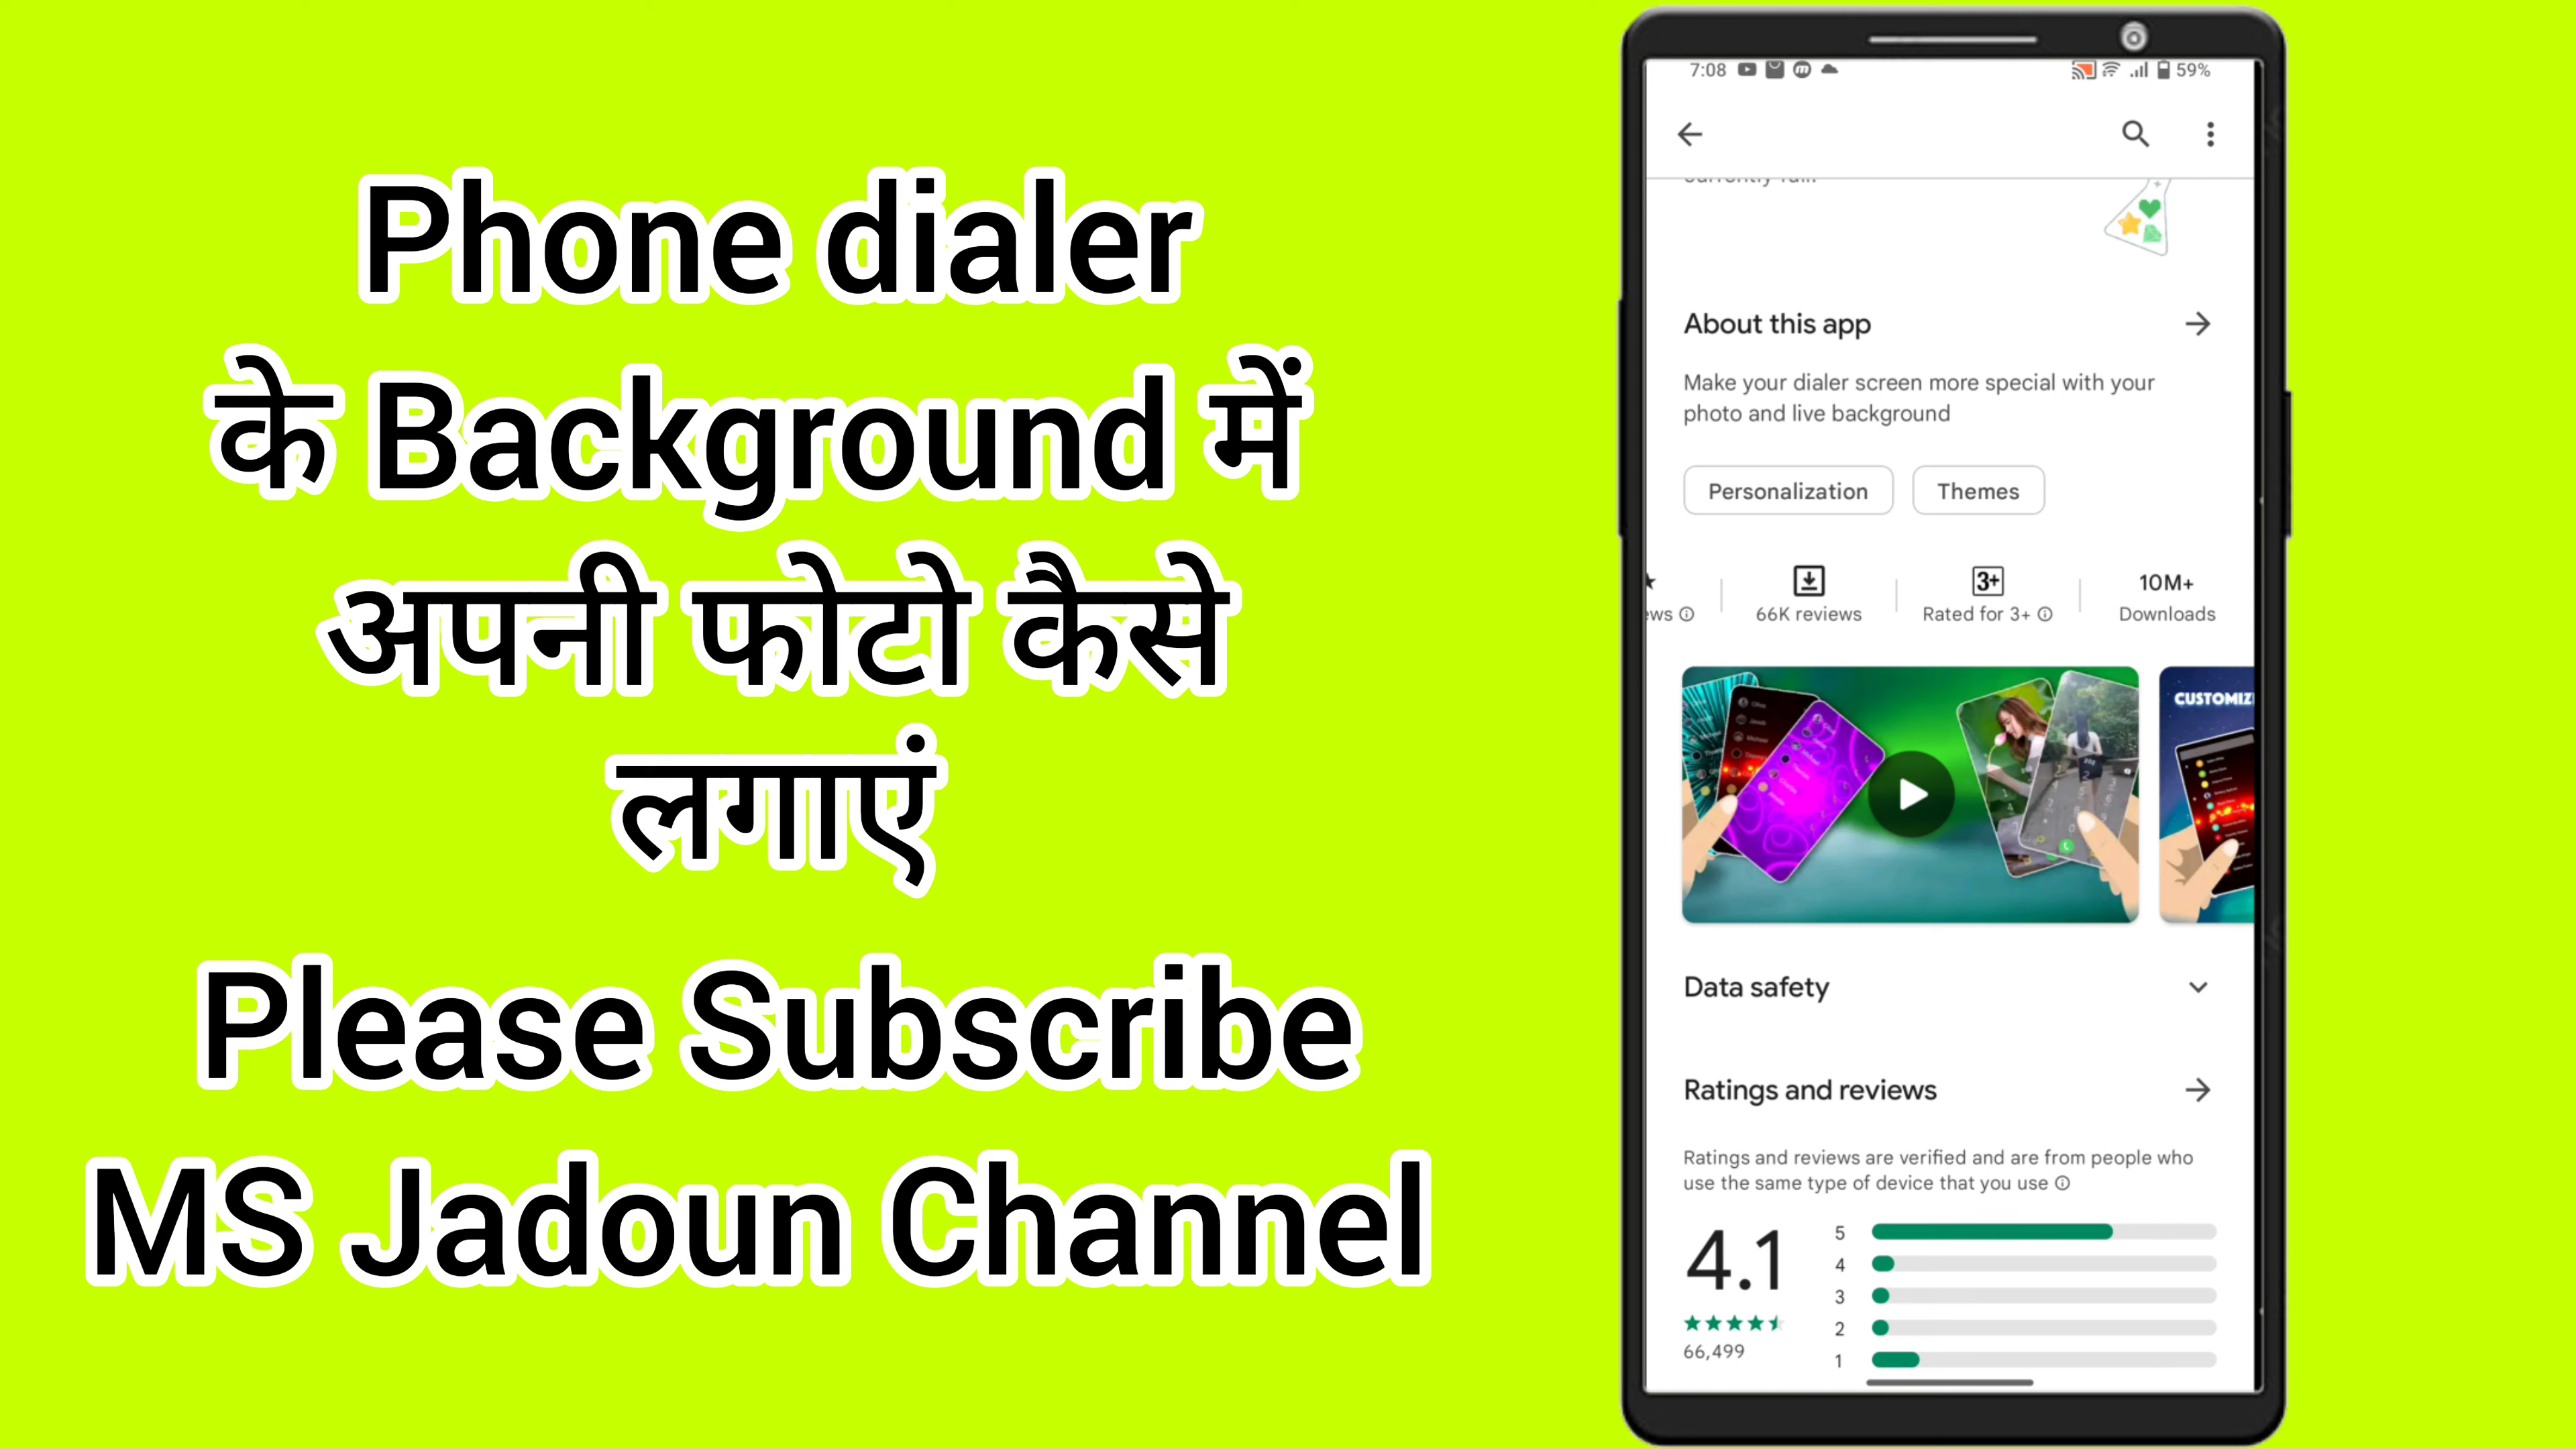 Phone dialer
के Background में
अपनी फोटो कैसे
लगाएं
Please Subscribe
MS Jadoun Channel
7:08
59%
About this app
Make your dialer screen more special with your
photo and live background
Personalization Themes
3+ 10M+
66K reviews Rated for 3+ Downloads
CUSTOMIZ
Data safety
Ratings and reviews
Ratings and reviews are verified and are from people who
use the same type of device that you use
4.1
66,499
5
4
3
2
1